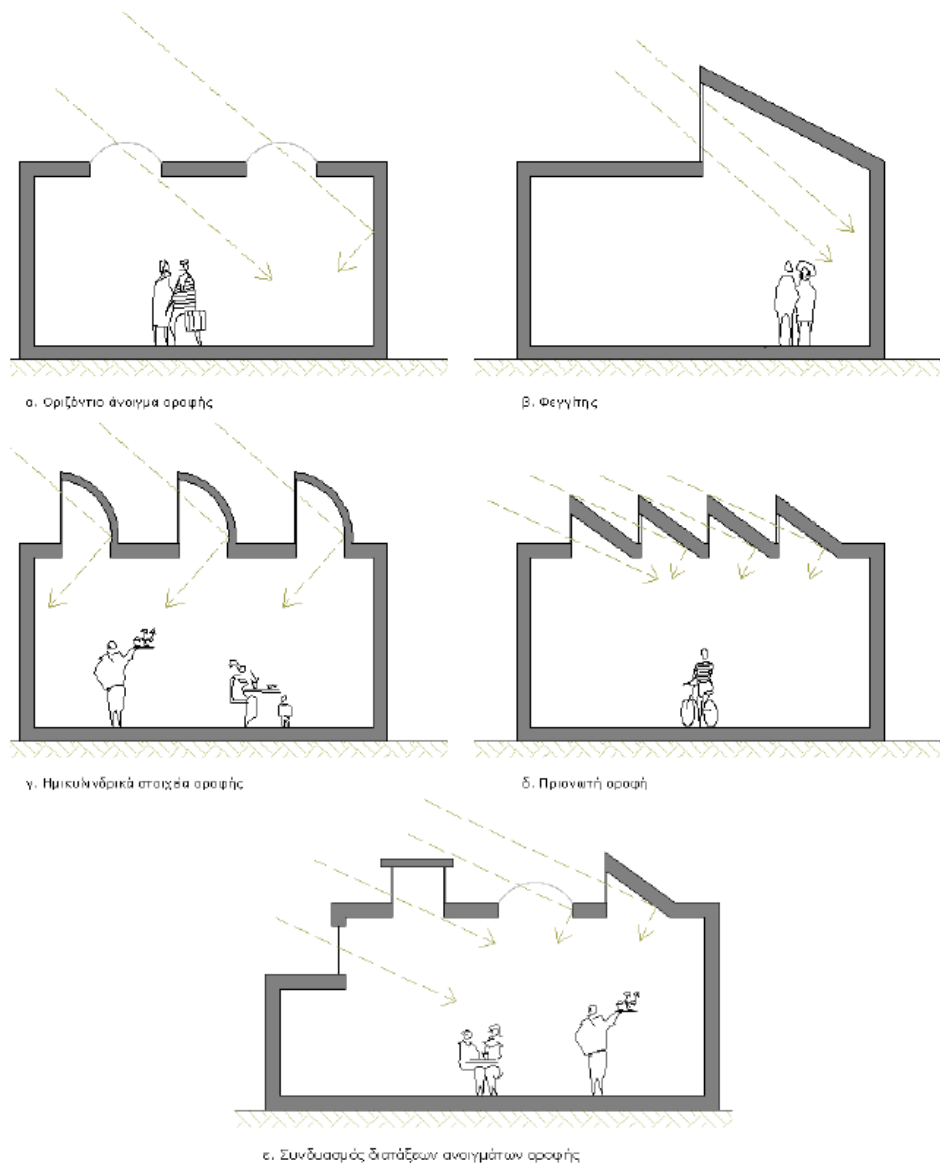 α. Οριζόντιο άνοιγμα οροφής
β. Φεγγίτης
γ. Ημικυλινδρικά στοιχεία οροφής
δ. Πριονωτή οροφή
ε. Συνδυασμός διατάξεων ανοιγμάτων οροφής